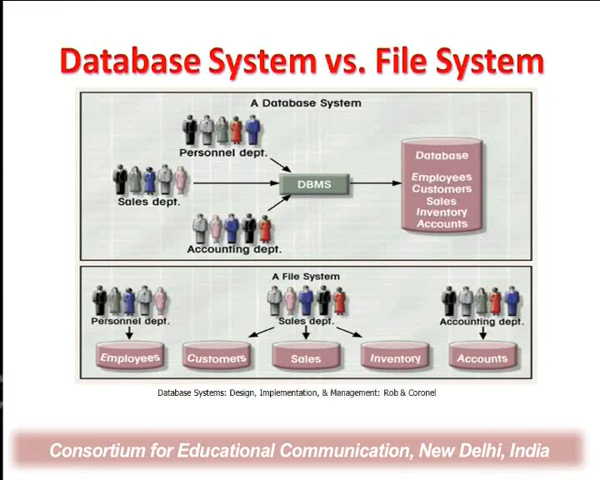 Database System vs. File System
A Database System
Personnel dept.
Sales dept.
Accounting dept.
DBMS
Database
Employees
Customers
Sales
Inventory
Accounts
A File System
Personnel dept.
Sales dept.
Accounting dept.
Employees
Customers
Sales
Inventory
Accounts
Database Systems: Design, Implementation, & Management: Rob & Coronel
Consortium for Educational Communication, New Delhi, India